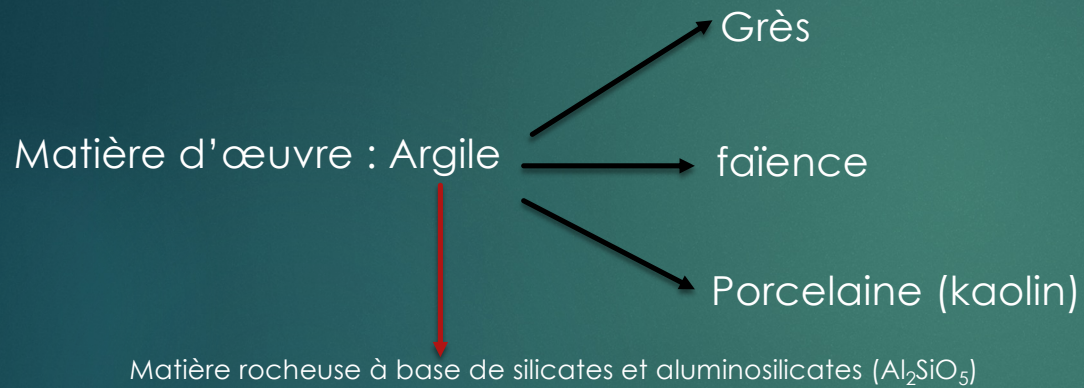 Grès
Matière d'œuvre : Argile
faïence
Porcelaine (kaolin)
Matière rocheuse à base de silicates et aluminosilicates (Al₂SiO₅)